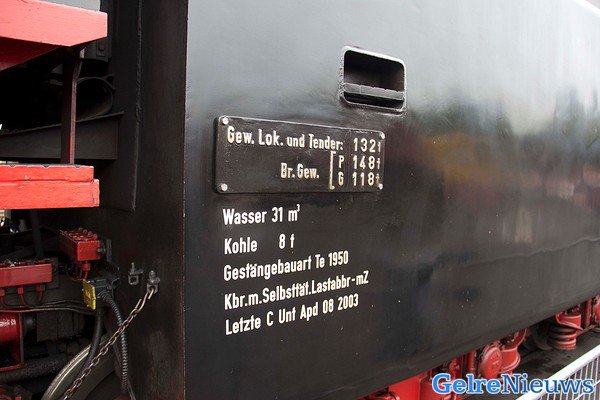 Gew. Lok. und Tender: 132 t
Br. Gew. [ P 148 t
G 118 t
Wasser 31 m³
Kohle 8 t
Gestängebauart Te 1950
Kbr.m.Selbsttät.Lastabbr-mZ
Letzte C Unt Apd 08 2003
GelreNieuws